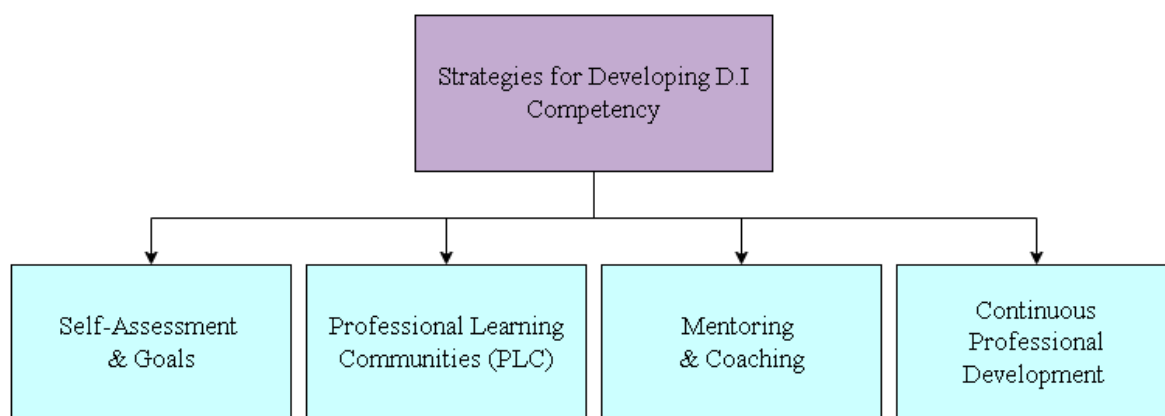 Strategies for Developing D.I
Competency
Self-Assessment
& Goals
Professional Learning
Communities (PLC)
Mentoring
& Coaching
Continuous
Professional
Development